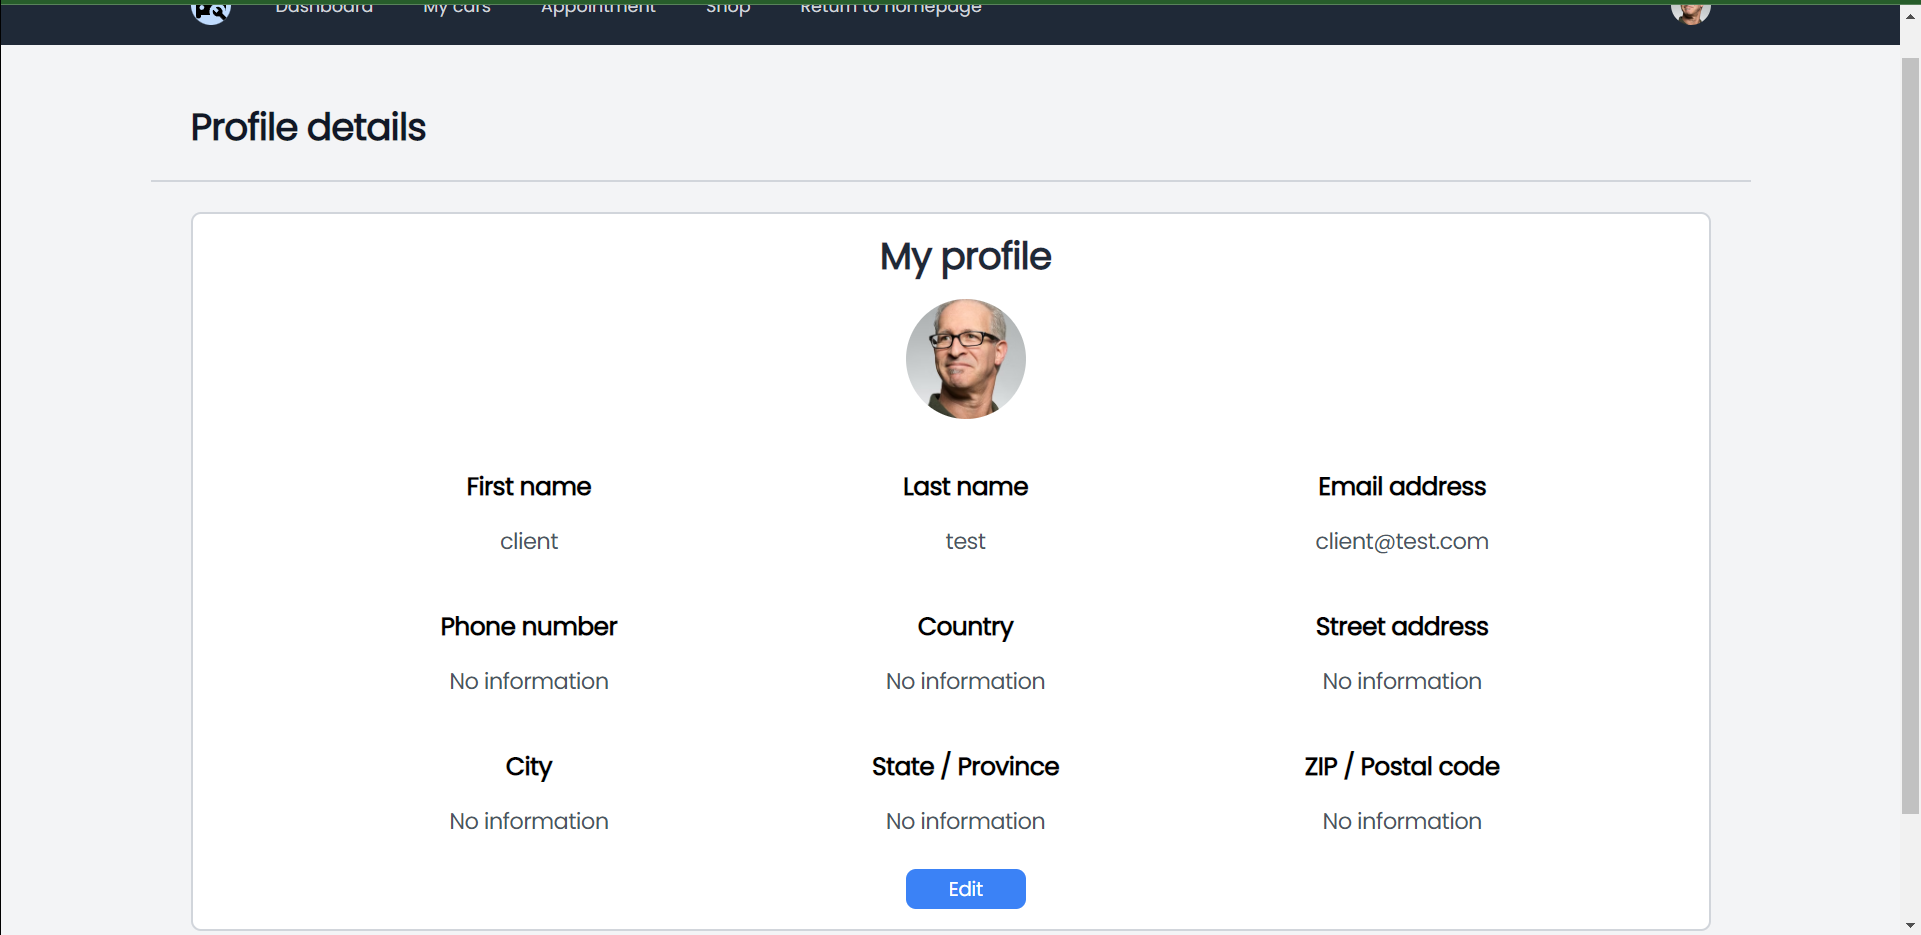 Dashboard My cars Appointment Shop Return to homepage
Profile details
My profile
First name Last name Email address
client test client@test.com
Phone number Country Street address
No information No information No information
City State / Province ZIP / Postal code
No information No information No information
Edit